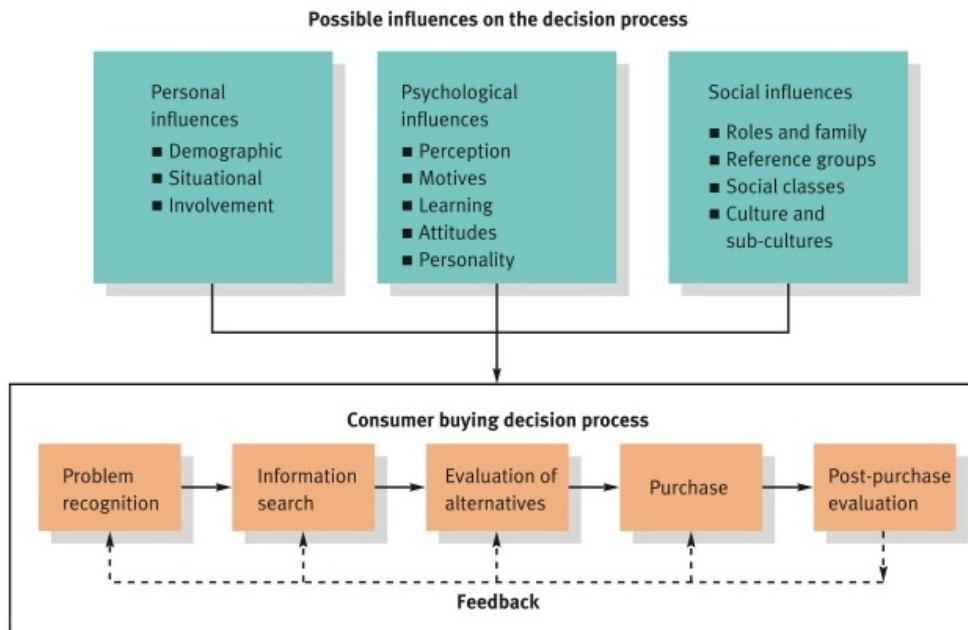 Possible influences on the decision process
Personal
influences
■ Demographic
■ Situational
■ Involvement
Psychological
influences
■ Perception
■ Motives
■ Learning
■ Attitudes
■ Personality
Social influences
■ Roles and family
■ Reference groups
■ Social classes
■ Culture and
sub-cultures
Consumer buying decision process
Problem
recognition
Information
search
Evaluation of
alternatives
Purchase
Post-purchase
evaluation
Feedback